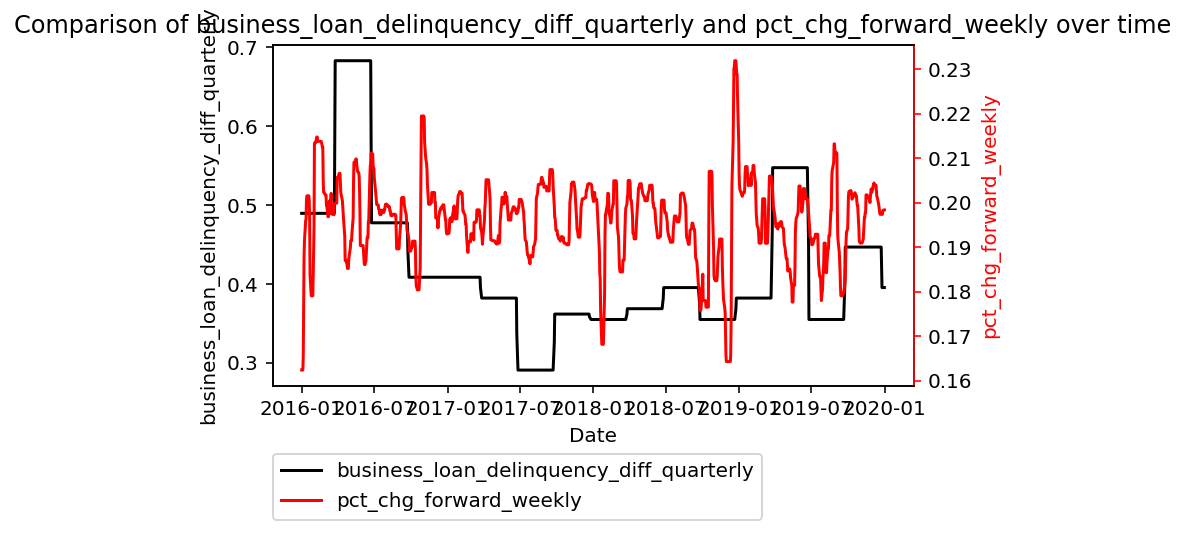 Comparison of business_loan_delinquency_diff_quarterly and pct_chg_forward_weekly over time
business_loan_delinquency_diff_quarterly
0.7
0.6
0.5
0.4
0.3
0.23
0.22
0.21
0.20
0.19
0.18
0.17
0.16
pct_chg_forward_weekly
2016-01 2016-07 2017-01 2017-07 2018-01 2018-07 2019-01 2019-07 2020-01
Date
business_loan_delinquency_diff_quarterly
pct_chg_forward_weekly